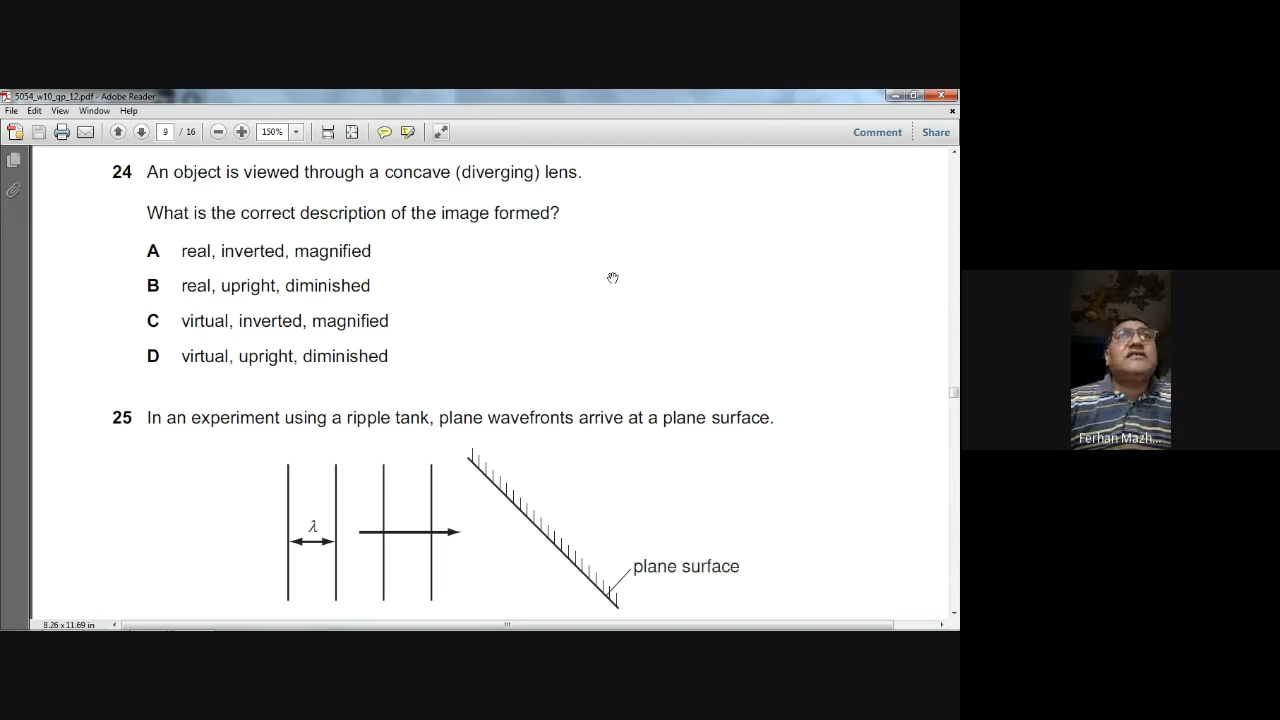 5054_w10_qp_12.pdf - Adobe Reader
File Edit View Window Help
9 / 16 150% Comment Share
24 An object is viewed through a concave (diverging) lens.
What is the correct description of the image formed?
A real, inverted, magnified
B real, upright, diminished
C virtual, inverted, magnified
D virtual, upright, diminished
25 In an experiment using a ripple tank, plane wavefronts arrive at a plane surface.
λ
plane surface
8.26 x 11.69 in
Ferhan Mazh...